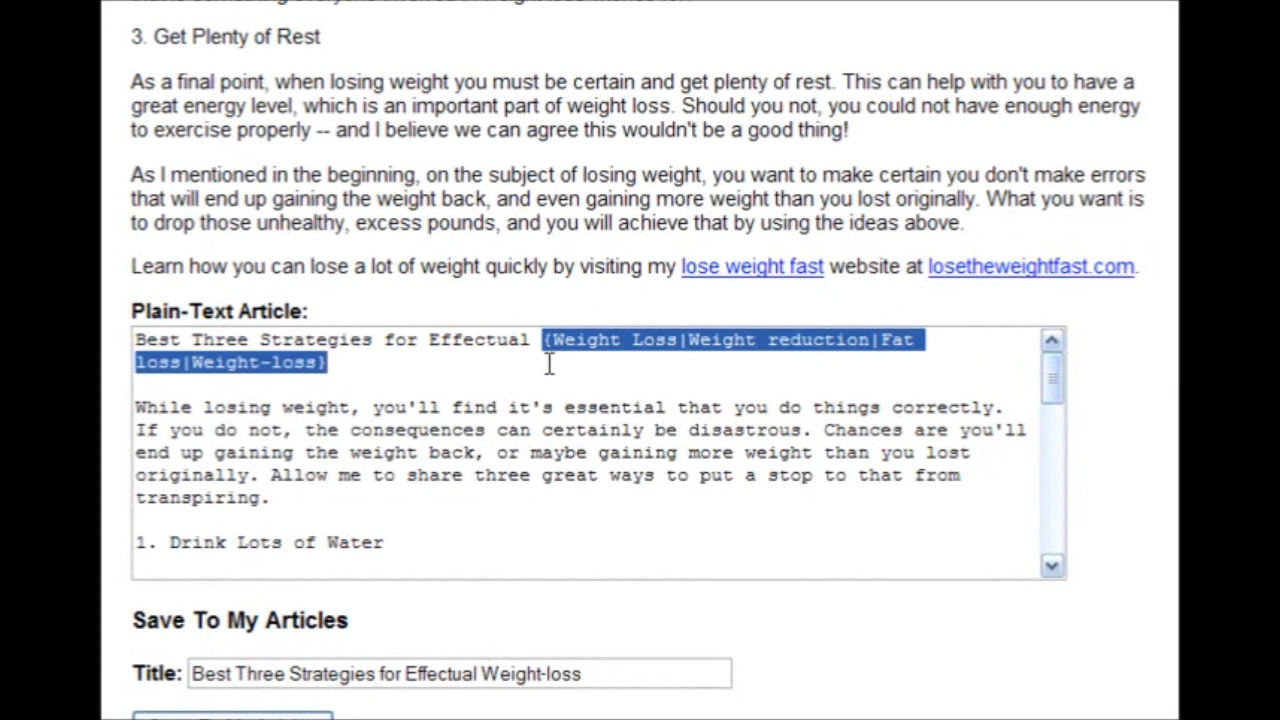 3. Get Plenty of Rest
As a final point, when losing weight you must be certain and get plenty of rest. This can help with you to have a
great energy level, which is an important part of weight loss. Should you not, you could not have enough energy
to exercise properly -- and I believe we can agree this wouldn't be a good thing!
As I mentioned in the beginning, on the subject of losing weight, you want to make certain you don't make errors
that will end up gaining the weight back, and even gaining more weight than you lost originally. What you want is
to drop those unhealthy, excess pounds, and you will achieve that by using the ideas above.
Learn how you can lose a lot of weight quickly by visiting my lose weight fast website at losetheweightfast.com.
Plain-Text Article:
Best Three Strategies for Effectual {Weight Loss|Weight reduction|Fat
loss|Weight-loss}
While losing weight, you'll find it's essential that you do things correctly.
If you do not, the consequences can certainly be disastrous. Chances are you'll
end up gaining the weight back, or maybe gaining more weight than you lost
originally. Allow me to share three great ways to put a stop to that from
transpiring.
1. Drink Lots of Water
Save To My Articles
Title: Best Three Strategies for Effectual Weight-loss